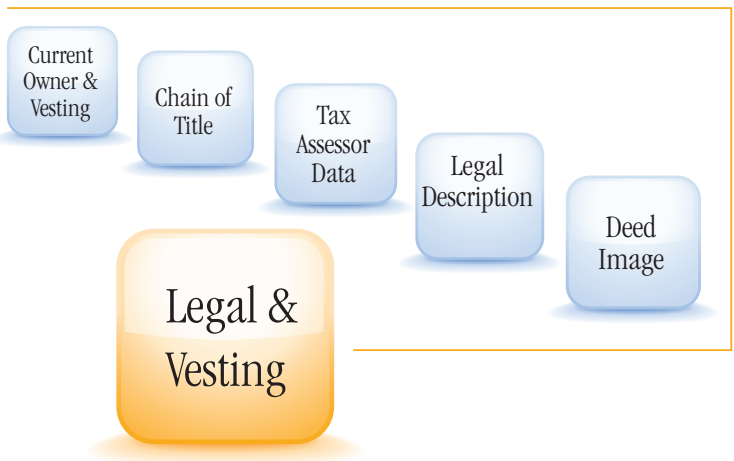 Current
Owner &
Vesting
Chain of
Title
Tax
Assessor
Data
Legal
Description
Deed
Image
Legal &
Vesting